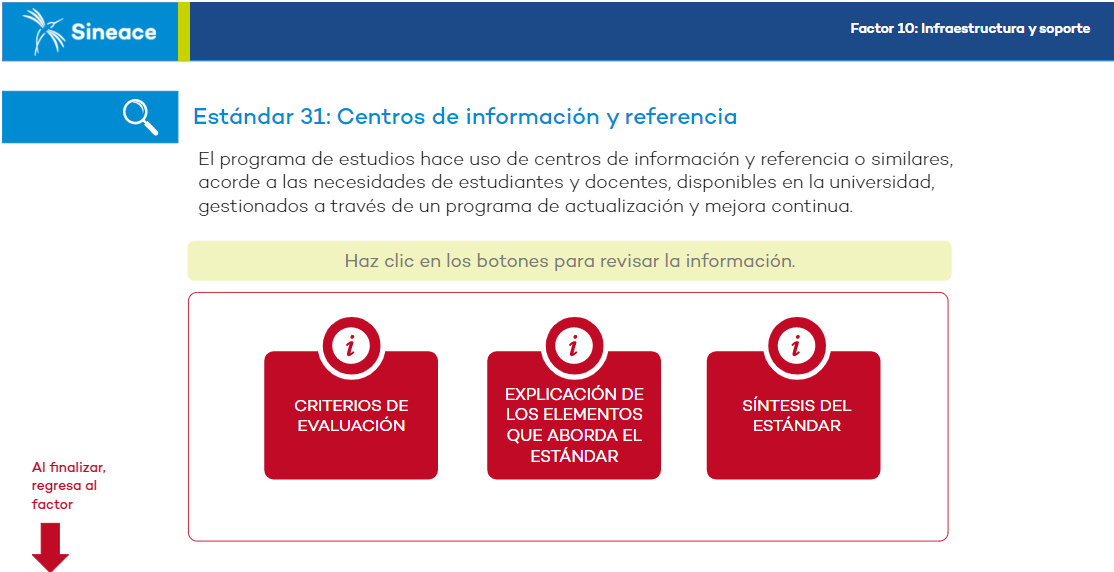 Sineace
Factor 10: Infraestructura y soporte
Estándar 31: Centros de información y referencia
El programa de estudios hace uso de centros de información y referencia o similares,
acorde a las necesidades de estudiantes y docentes, disponibles en la universidad,
gestionados a través de un programa de actualización y mejora continua.
Haz clic en los botones para revisar la información.
i
CRITERIOS DE
EVALUACIÓN
i
EXPLICACIÓN DE
LOS ELEMENTOS
QUE ABORDA EL
ESTÁNDAR
i
SÍNTESIS DEL
ESTÁNDAR
Al finalizar,
regresa al
factor